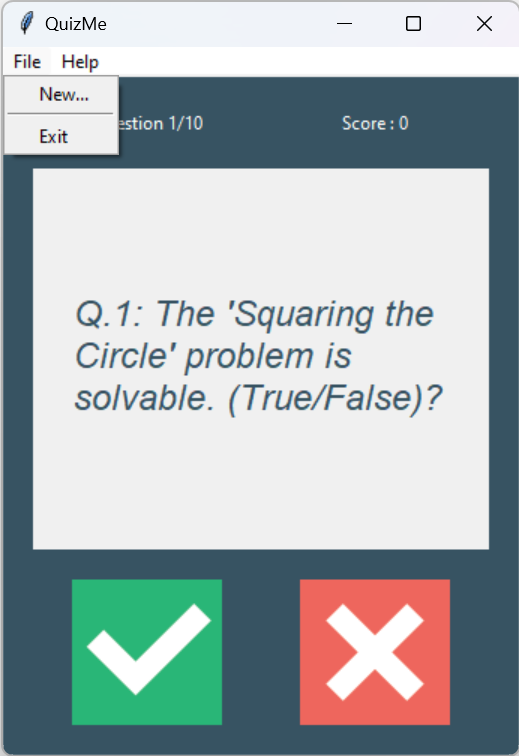 QuizMe
File Help
New...
estion 1/10 Score : 0
Exit
Q.1: The 'Squaring the
Circle' problem is
solvable. (True/False)?